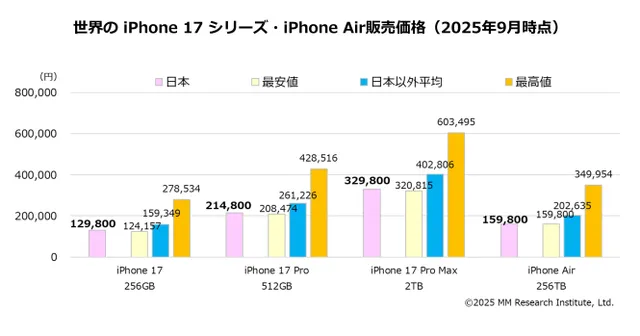 世界の iPhone 17 シリーズ・iPhone Air販売価格（2025年9月時点）
(円)
日本 最安値 日本以外平均 最高値
800,000
600,000
400,000
200,000
0
129,800 124,157 159,349 278,534
214,800 208,474 261,226 428,516
329,800 320,815 402,806 603,495
159,800 159,800 202,635 349,954
iPhone 17 iPhone 17 Pro iPhone 17 Pro Max iPhone Air
256GB 512GB 2TB 256TB
©2025 MM Research Institute, Ltd.